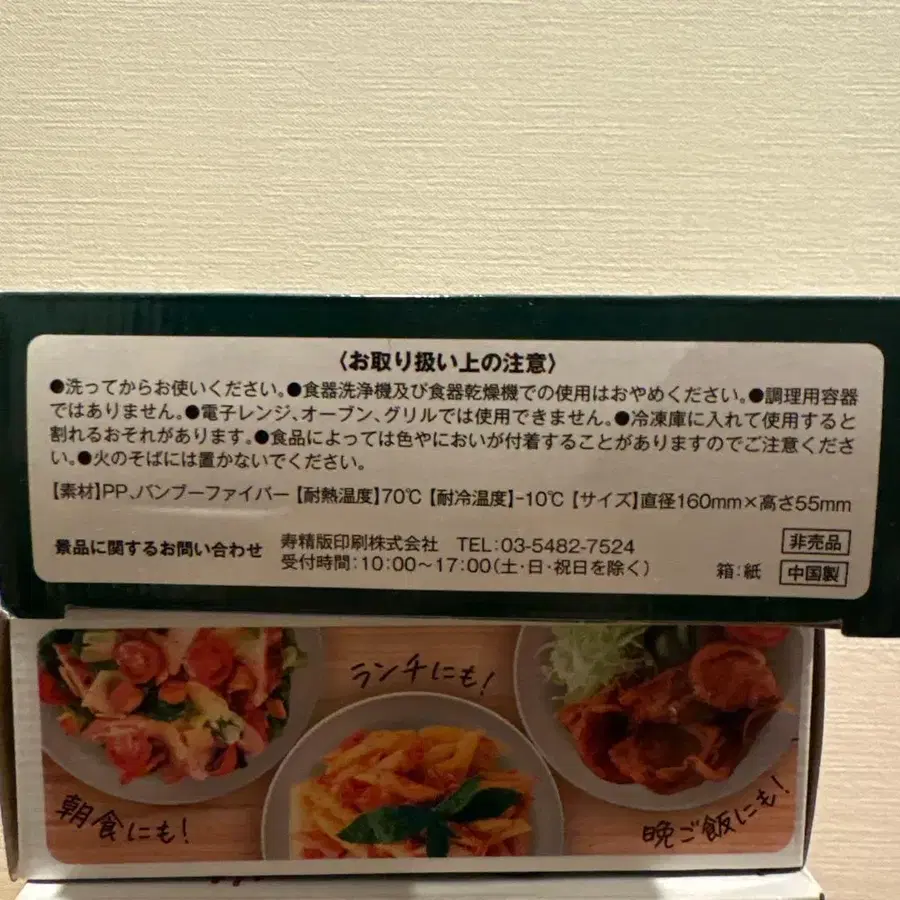 〈お取り扱い上の注意〉
●洗ってからお使いください。●食器洗浄機及び食器乾燥機での使用はおやめください。●調理用容器
ではありません。●電子レンジ、オーブン、グリルでは使用できません。●冷凍庫に入れて使用すると
割れるおそれがあります。●食品によっては色やにおいが付着することがありますのでご注意くださ
い。●火のそばには置かないでください。
【素材】PP、バンブーファイバー【耐熱温度】70℃【耐冷温度】-10℃【サイズ】直径160mm×高さ55mm
景品に関するお問い合わせ 寿精版印刷株式会社 TEL:03-5482-7524 非売品
受付時間:10:00～17:00(土・日・祝日を除く) 箱:紙 中国製
ランチにも!
朝食にも!
晩ご飯にも!